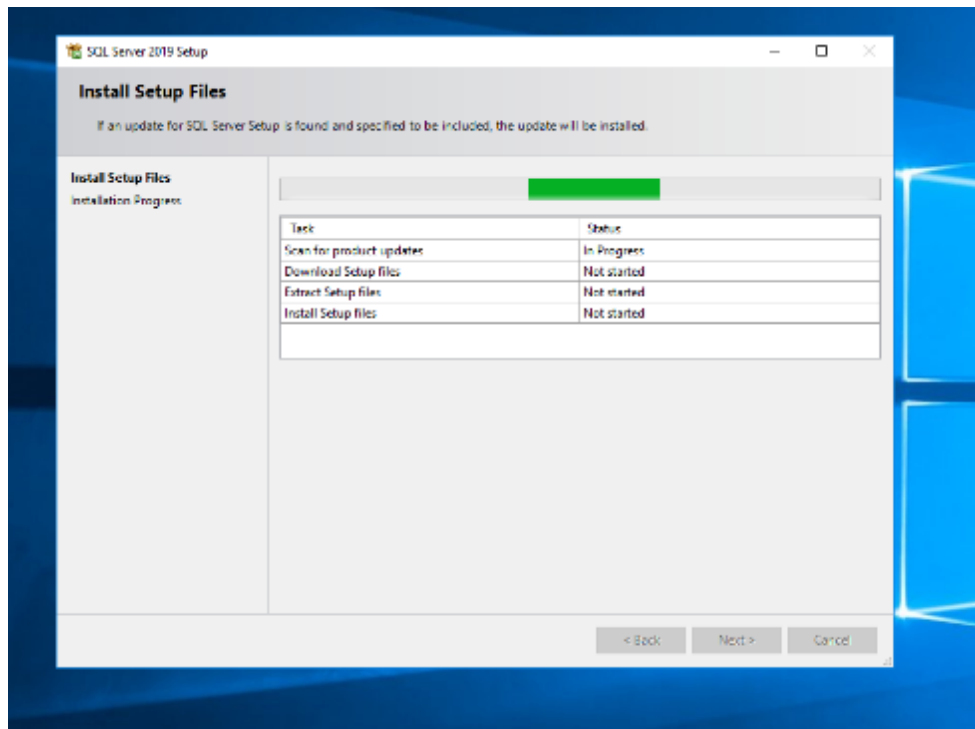 SQL Server 2019 Setup
Install Setup Files
If an update for SQL Server Setup is found and specified to be included, the update will be installed.
Install Setup Files
Installation Progress
Task Status
Scan for product updates In Progress
Download Setup files Not started
Extract Setup files Not started
Install Setup files Not started
< Back Next > Cancel